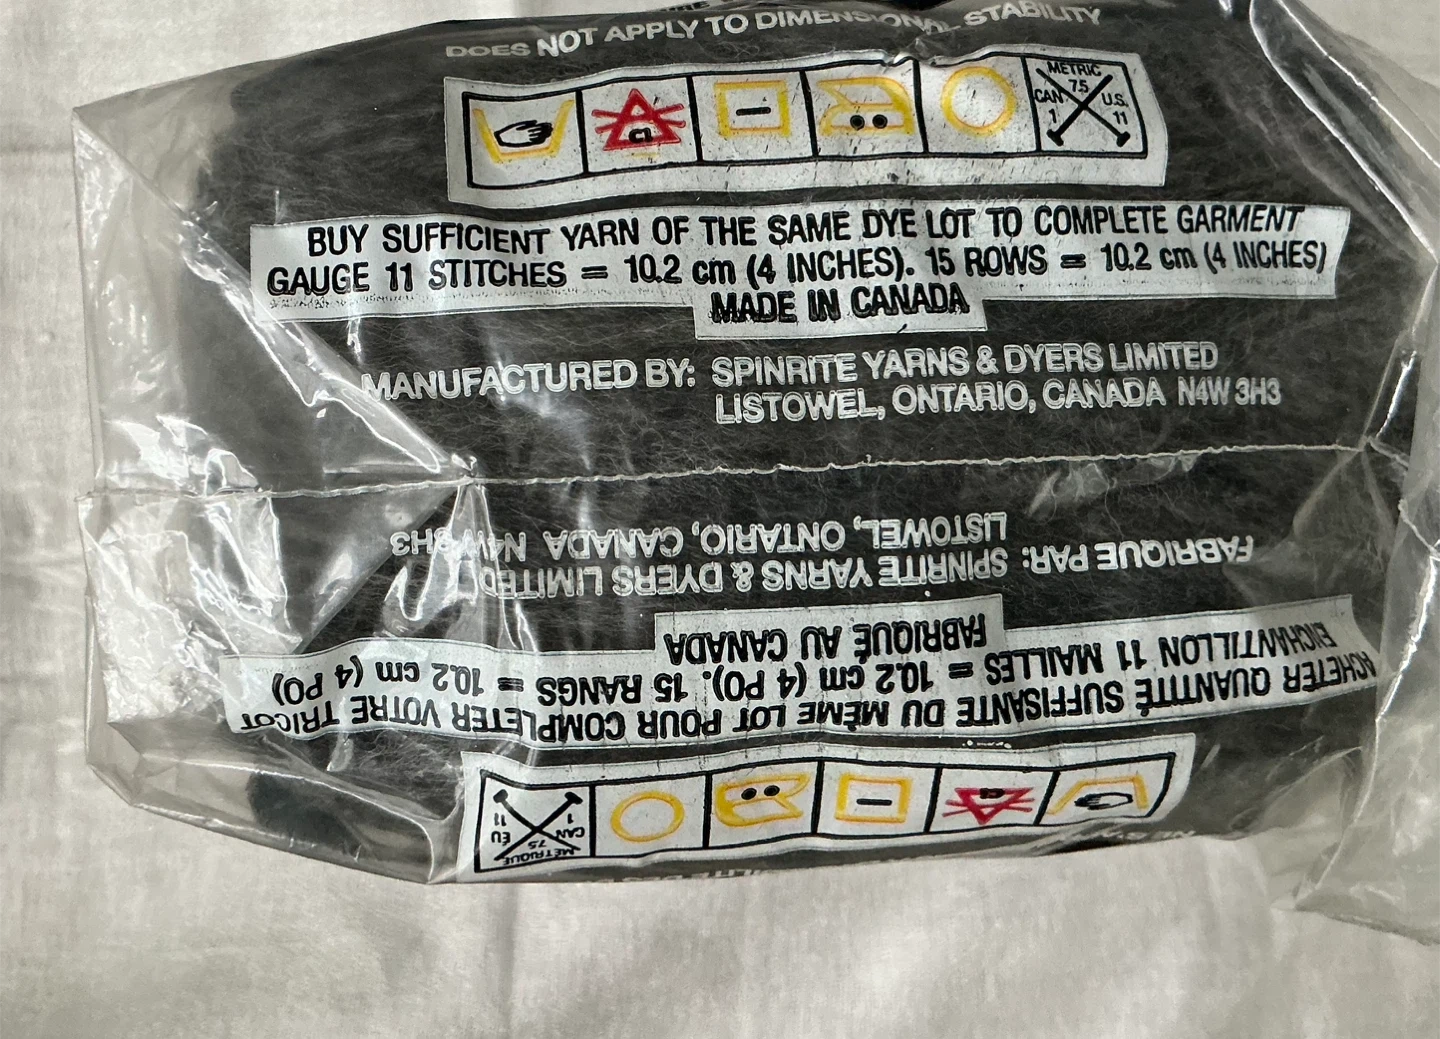 DOES NOT APPLY TO DIMENSIONAL STABILITY
CL
METRIC
7.5
CAN. U.S.
1 11
BUY SUFFICIENT YARN OF THE SAME DYE LOT TO COMPLETE GARMENT
GAUGE 11 STITCHES = 10.2 cm (4 INCHES). 15 ROWS = 10.2 cm (4 INCHES)
MADE IN CANADA
MANUFACTURED BY: SPINRITE YARNS & DYERS LIMITED
LISTOWEL, ONTARIO, CANADA N4W 3H3
CL
MÉTRIQUE
7.5
CAN ÉU
1 11
ACHETER QUANTITÉ SUFFISANTE DU MÊME LOT POUR COMPLETER VOTRE TRICOT
ENCHANTILLON 11 MAILLES = 10.2 cm (4 PO). 15 RANGS = 10.2 cm (4 PO)
FABRIQUÉ AU CANADA
FABRIQUE PAR: SPINRITE YARNS & DYERS LIMITED
LISTOWEL, ONTARIO, CANADA N4W 3H3